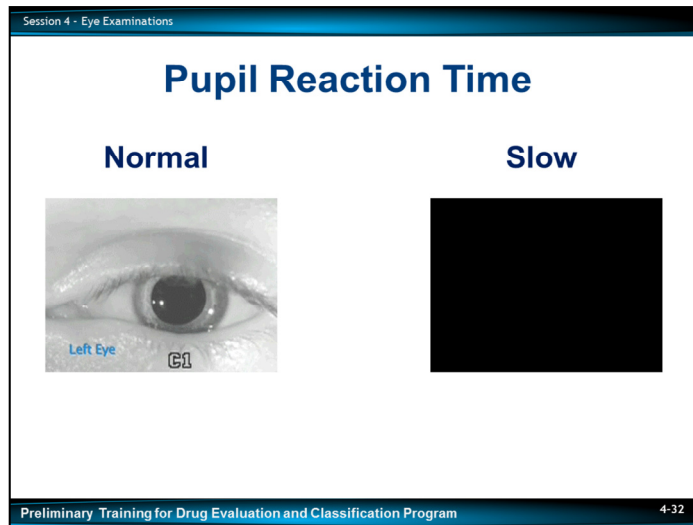 Session 4 - Eye Examinations
Pupil Reaction Time
Normal
Slow
Left Eye
C1
Preliminary Training for Drug Evaluation and Classification Program
4-32